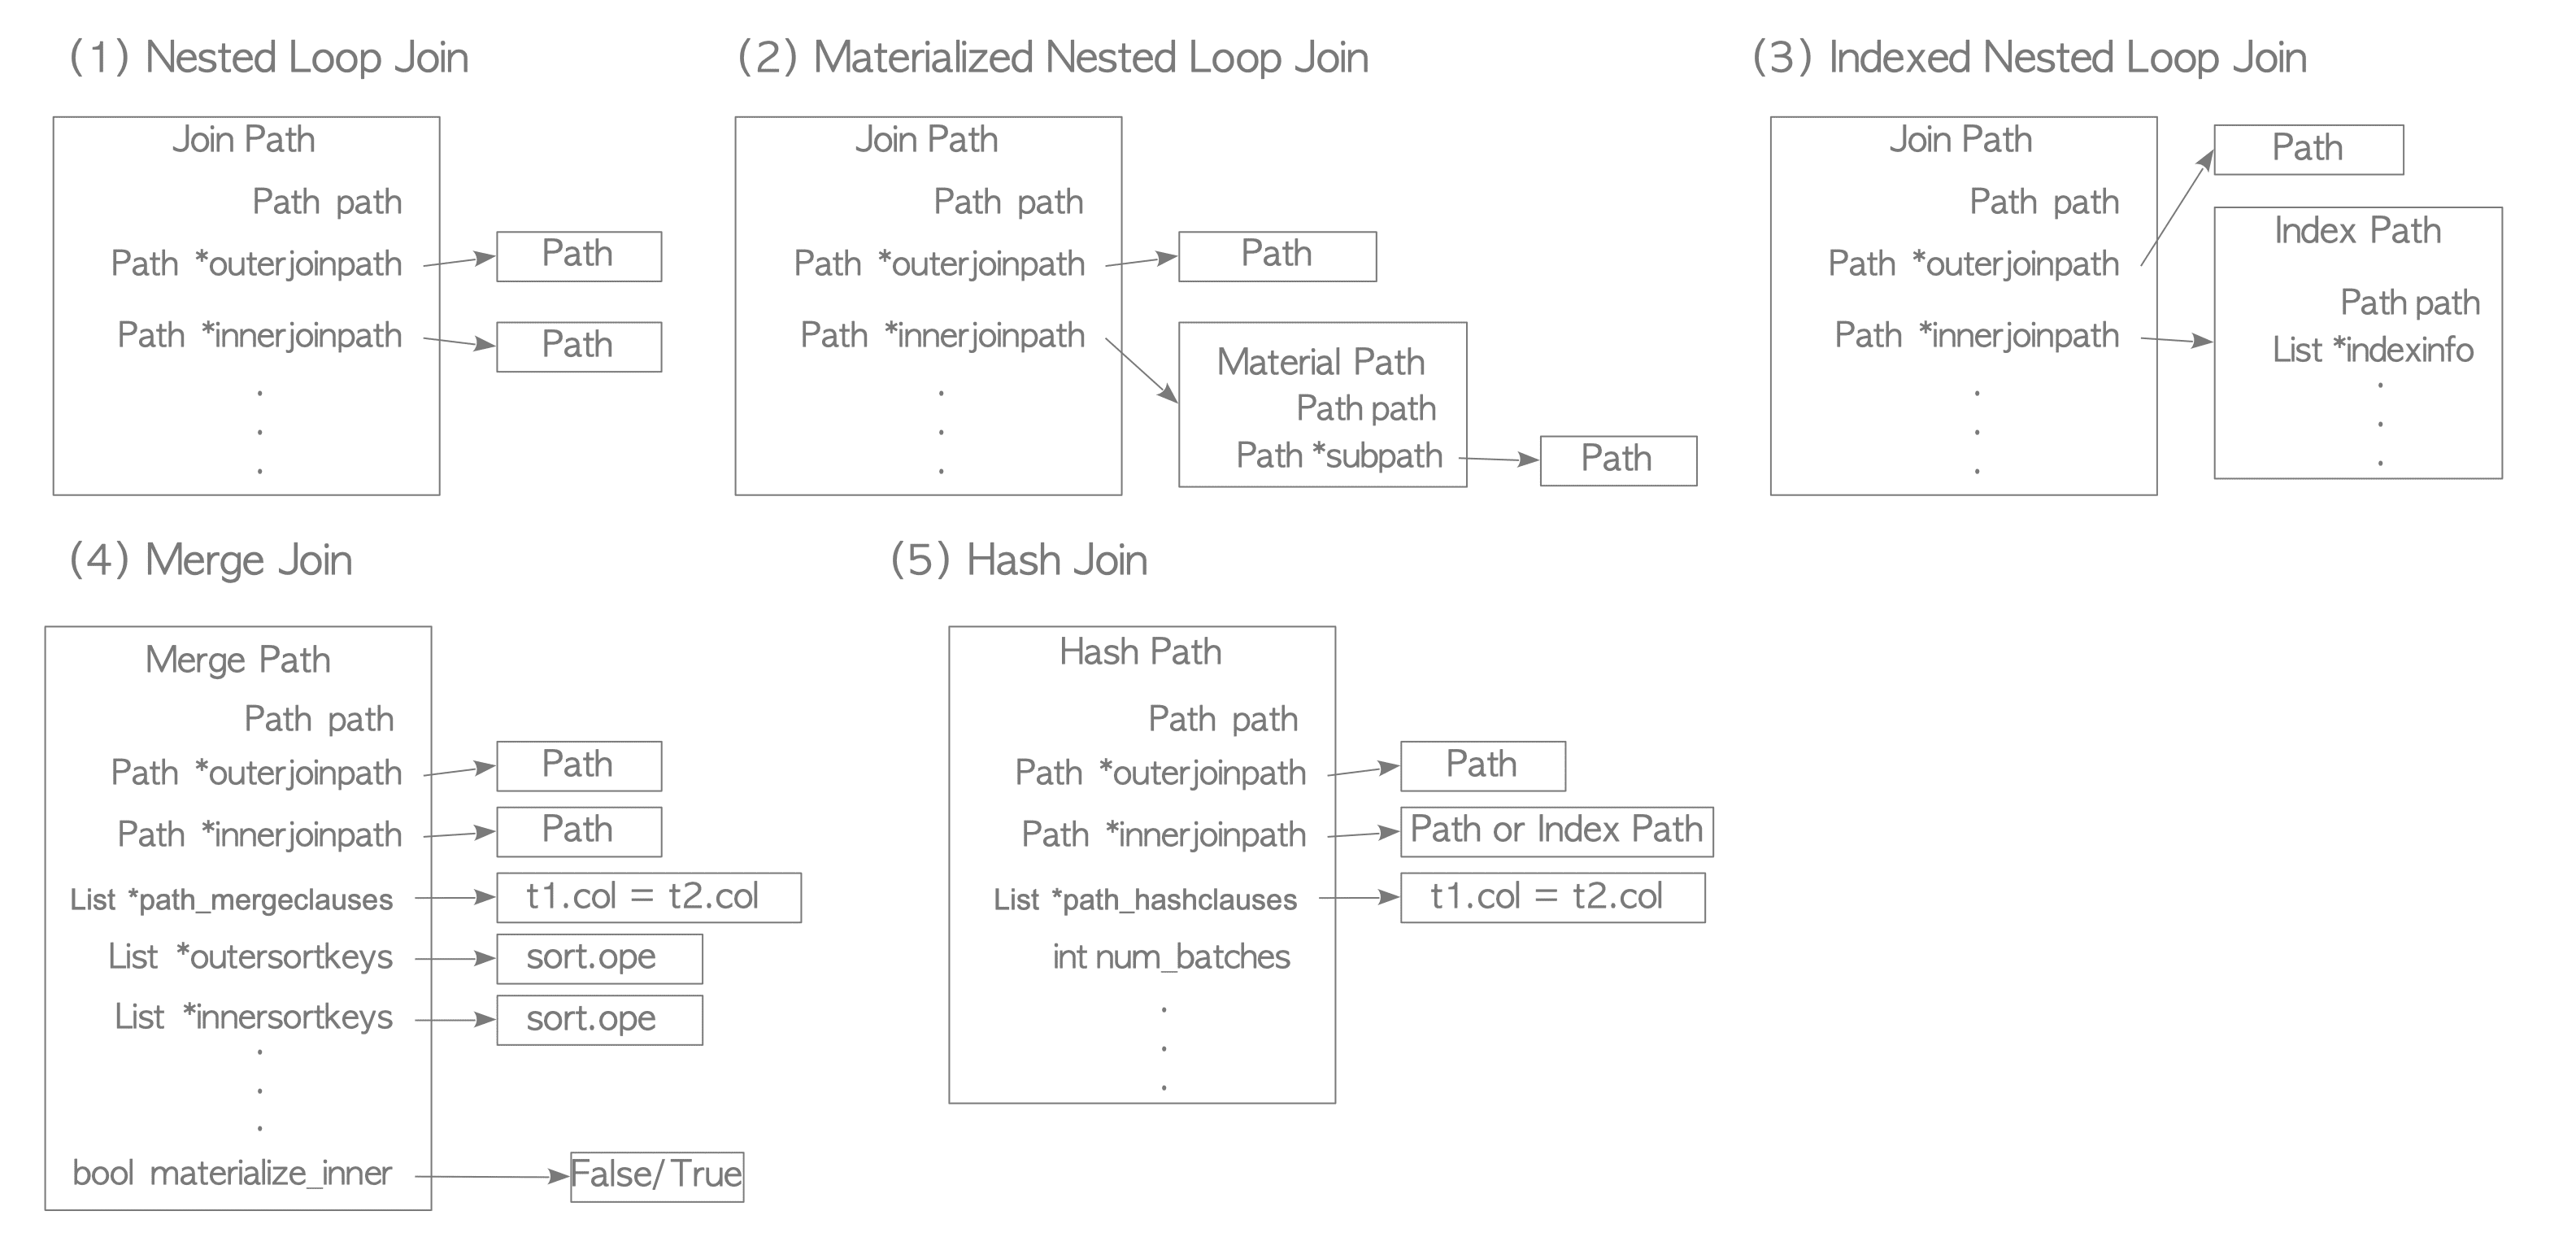 (1) Nested Loop Join
Join Path
Path path
Path *outerjoinpath
Path
Path *innerjoinpath
Path
(2) Materialized Nested Loop Join
Join Path
Path path
Path *outerjoinpath
Path
Path *innerjoinpath
Material Path
Path path
Path *subpath
Path
(3) Indexed Nested Loop Join
Join Path
Path path
Path *outerjoinpath
Path
Path *innerjoinpath
Index Path
Path path
List *indexinfo
(4) Merge Join
Merge Path
Path path
Path *outerjoinpath
Path
Path *innerjoinpath
Path
List *path_mergeclauses
t1.col = t2.col
List *outersortkeys
sort.ope
List *innersortkeys
sort.ope
bool materialize_inner
False/True
(5) Hash Join
Hash Path
Path path
Path *outerjoinpath
Path
Path *innerjoinpath
Path or Index Path
List *path_hashclauses
t1.col = t2.col
int num_batches